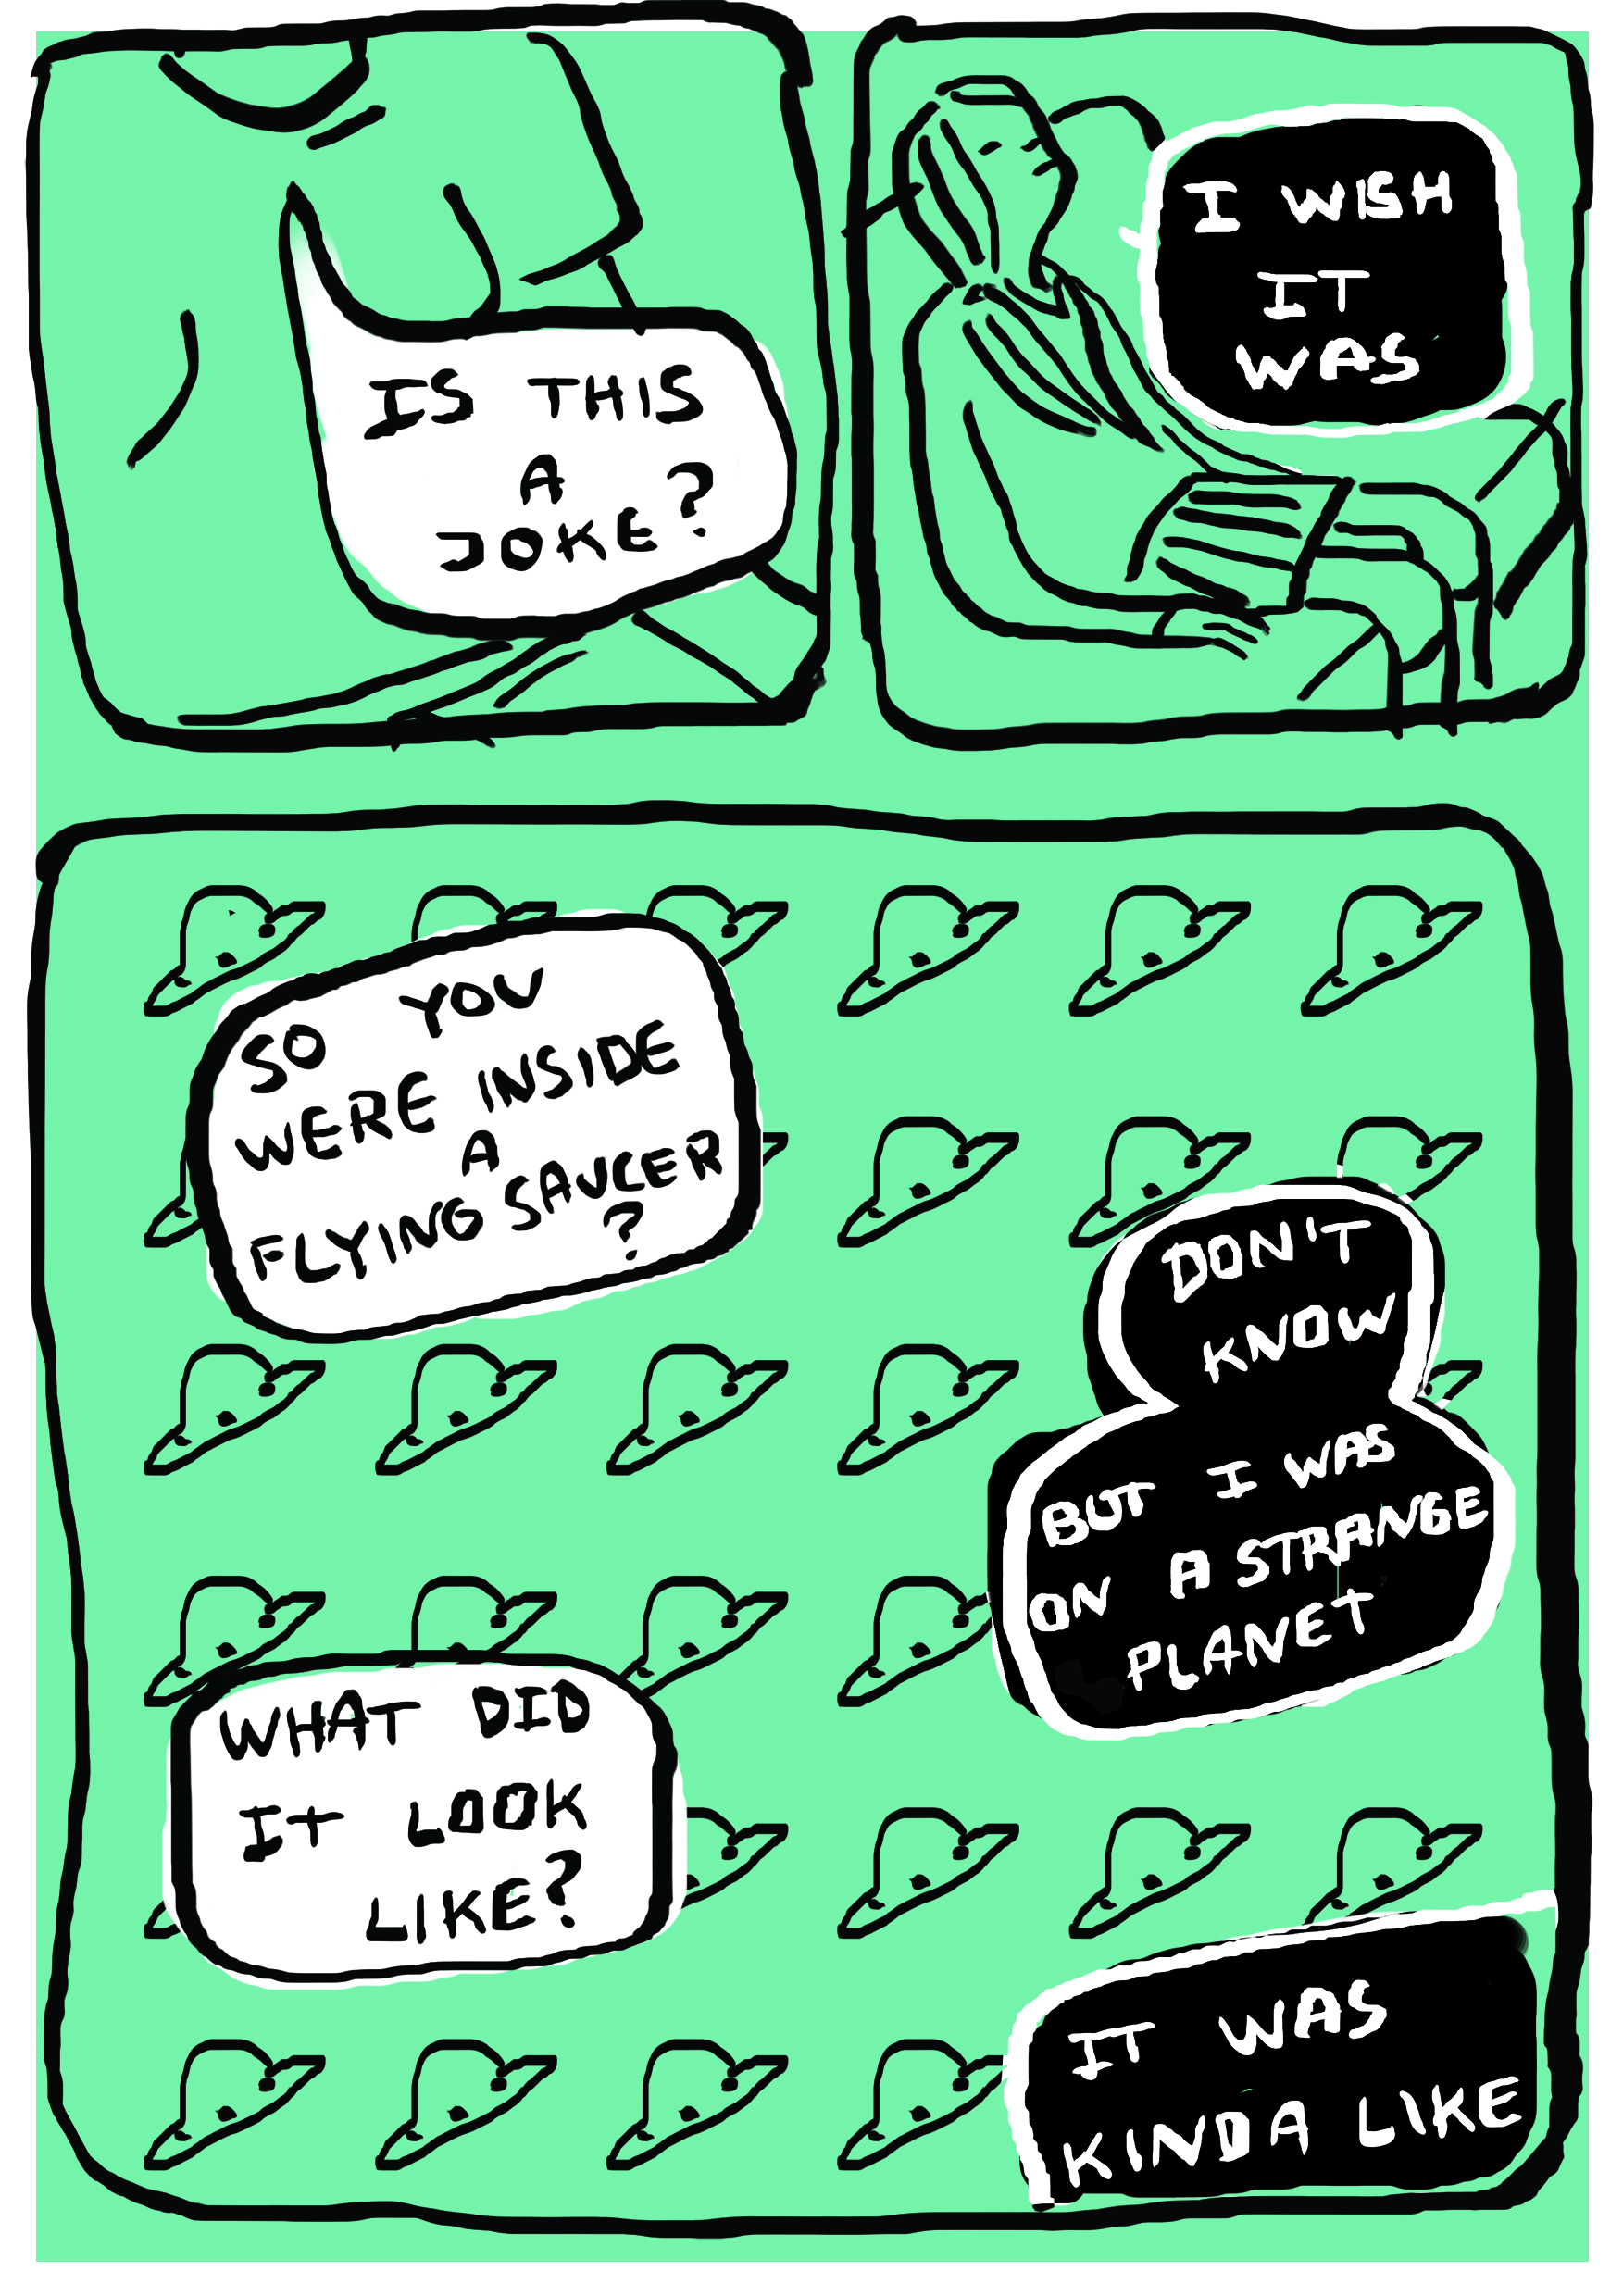 IS THIS
A
JOKE?
I WISH
IT
WAS
SO YOU
WERE INSIDE
A
FLYING SAUCER
?
DON'T
KNOW
BUT I WAS
ON A STRANGE
PLANET
WHAT DID
IT LOOK
LIKE?
IT WAS
KINDA LIKE